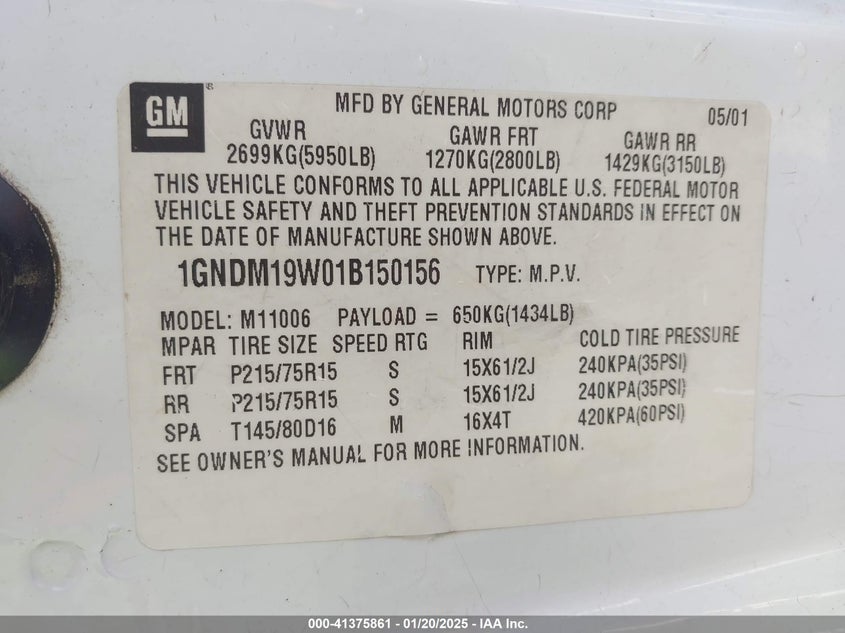 GM ®
MFD BY GENERAL MOTORS CORP 05/01
GVWR GAWR FRT GAWR RR
2699KG(5950LB) 1270KG(2800LB) 1429KG(3150LB)
THIS VEHICLE CONFORMS TO ALL APPLICABLE U.S. FEDERAL MOTOR
VEHICLE SAFETY AND THEFT PREVENTION STANDARDS IN EFFECT ON
THE DATE OF MANUFACTURE SHOWN ABOVE.
1GNDM19W01B150156 TYPE: M.P.V.
MODEL: M11006 PAYLOAD = 650KG(1434LB)
MPAR TIRE SIZE SPEED RTG RIM COLD TIRE PRESSURE
FRT P215/75R15 S 15X61/2J 240KPA(35PSI)
RR P215/75R15 S 15X61/2J 240KPA(35PSI)
SPA T145/80D16 M 16X4T 420KPA(60PSI)
SEE OWNER'S MANUAL FOR MORE INFORMATION.
000-41375861 - 01/20/2025 - IAA Inc.